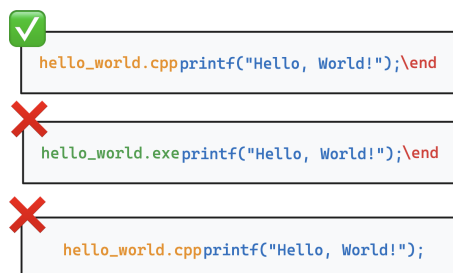 hello_world.cppprintf("Hello, World!");\end
hello_world.exeprintf("Hello, World!");\end
hello_world.cppprintf("Hello, World!");